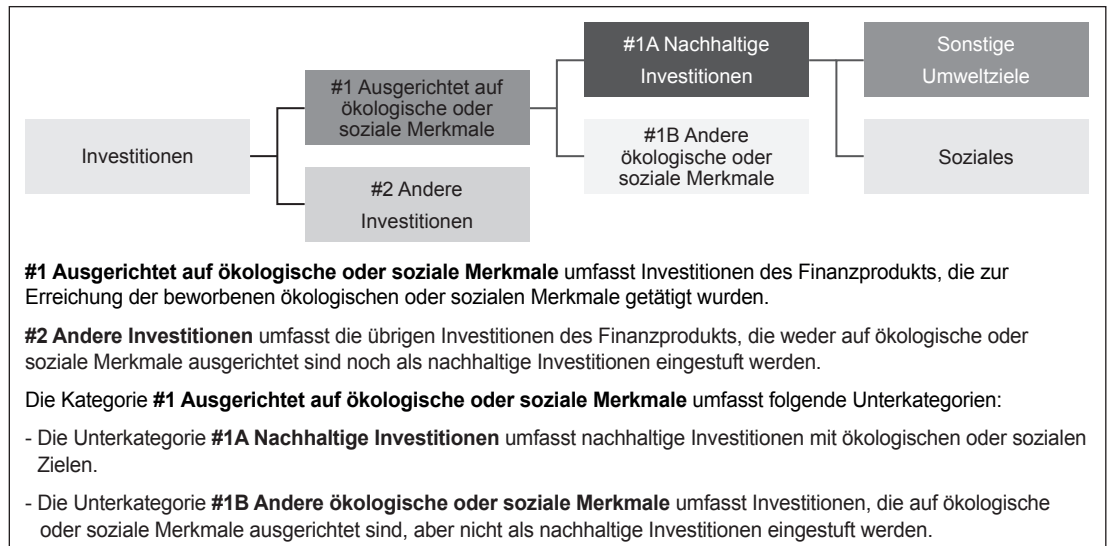 #1A Nachhaltige
Investitionen
Sonstige
Umweltziele
#1 Ausgerichtet auf
ökologische oder
soziale Merkmale
Investitionen
#1B Andere
ökologische oder
soziale Merkmale
Soziales
#2 Andere
Investitionen
#1 Ausgerichtet auf ökologische oder soziale Merkmale umfasst Investitionen des Finanzprodukts, die zur
Erreichung der beworbenen ökologischen oder sozialen Merkmale getätigt wurden.
#2 Andere Investitionen umfasst die übrigen Investitionen des Finanzprodukts, die weder auf ökologische oder
soziale Merkmale ausgerichtet sind noch als nachhaltige Investitionen eingestuft werden.
Die Kategorie #1 Ausgerichtet auf ökologische oder soziale Merkmale umfasst folgende Unterkategorien:
- Die Unterkategorie #1A Nachhaltige Investitionen umfasst nachhaltige Investitionen mit ökologischen oder sozialen
Zielen.
- Die Unterkategorie #1B Andere ökologische oder soziale Merkmale umfasst Investitionen, die auf ökologische
oder soziale Merkmale ausgerichtet sind, aber nicht als nachhaltige Investitionen eingestuft werden.